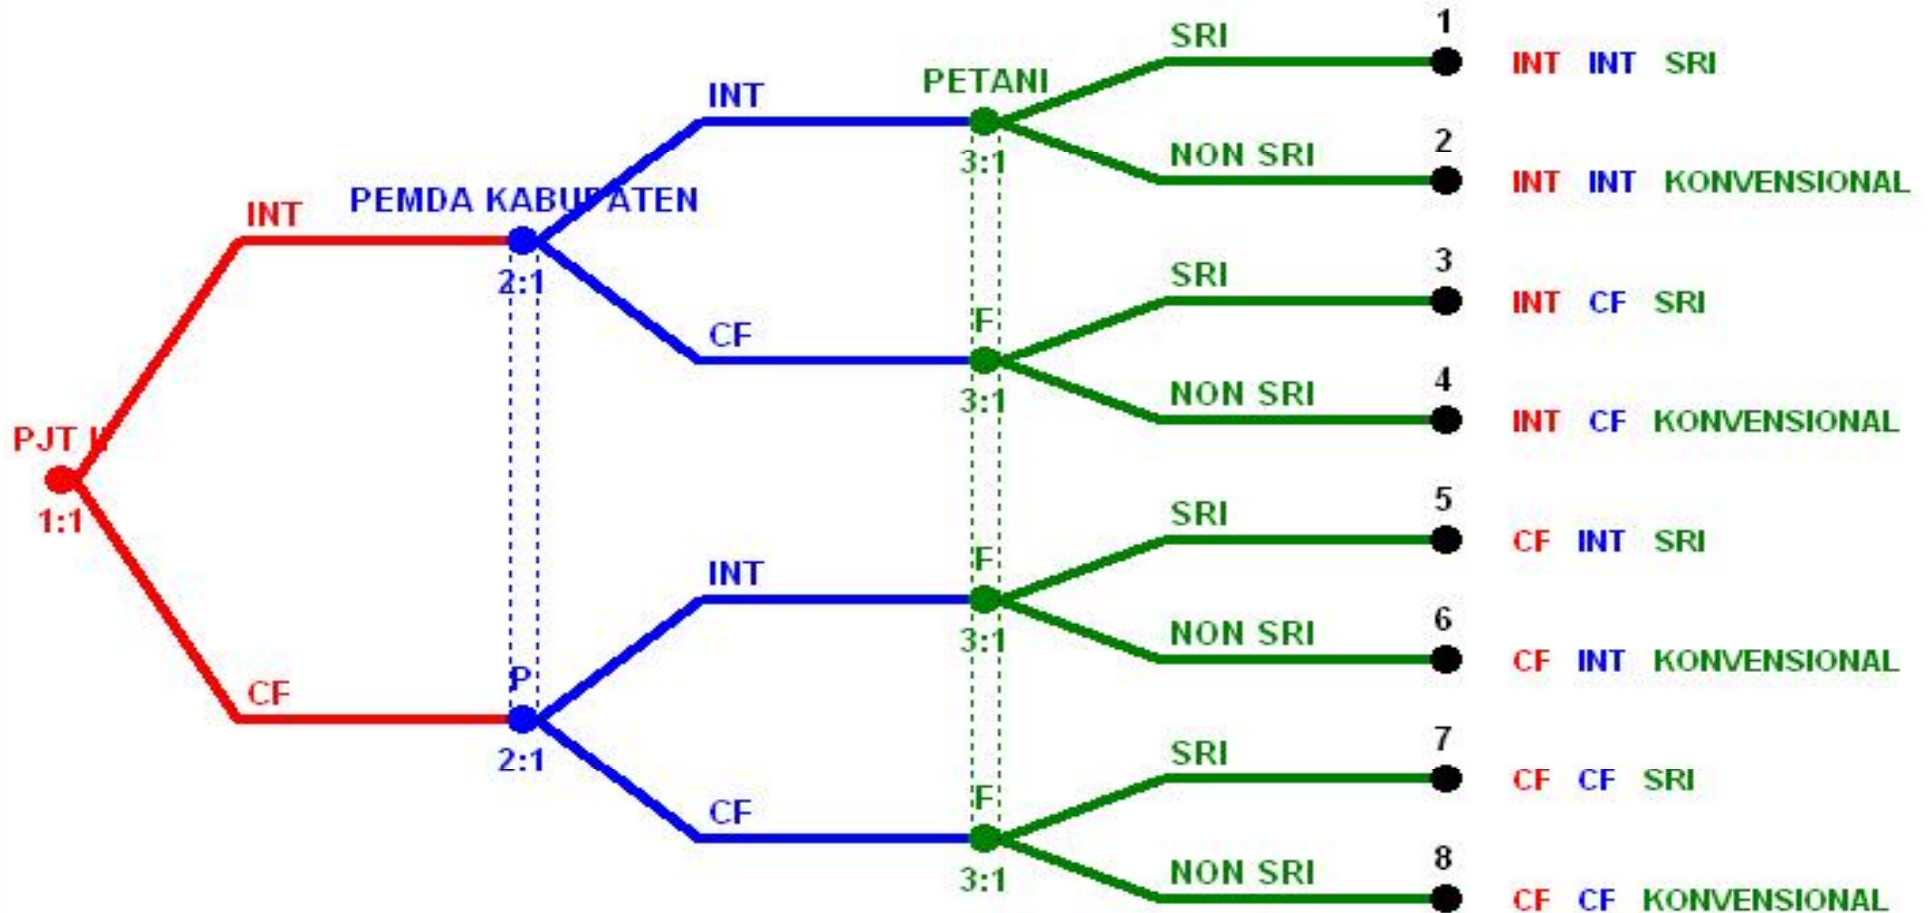 1
SRI
INT INT SRI
PETANI
INT
3:1
2
NON SRI
INT INT KONVENSIONAL
PEMDA KABUPATEN
INT
2:1
3
SRI
INT CF SRI
F
CF
3:1
4
NON SRI
INT CF KONVENSIONAL
PJT II
1:1
5
SRI
CF INT SRI
F
INT
3:1
6
NON SRI
CF INT KONVENSIONAL
P
CF
2:1
7
SRI
CF CF SRI
F
CF
3:1
8
NON SRI
CF CF KONVENSIONAL